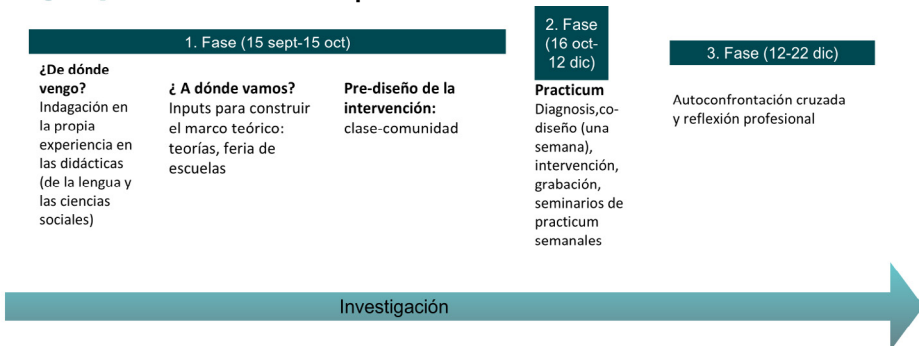 1. Fase (15 sept-15 oct)
¿De dónde
vengo?
Indagación en
la propia
experiencia en
las didácticas
(de la lengua y
las ciencias
sociales)
¿ A dónde vamos?
Inputs para construir
el marco teórico:
teorías, feria de
escuelas
Pre-diseño de la
intervención:
clase-comunidad
2. Fase
(16 oct-
12 dic)
Practicum
Diagnosis,co-
diseño (una
semana),
intervención,
grabación,
seminarios de
practicum
semanales
3. Fase (12-22 dic)
Autoconfrontación cruzada
y reflexión profesional
Investigación